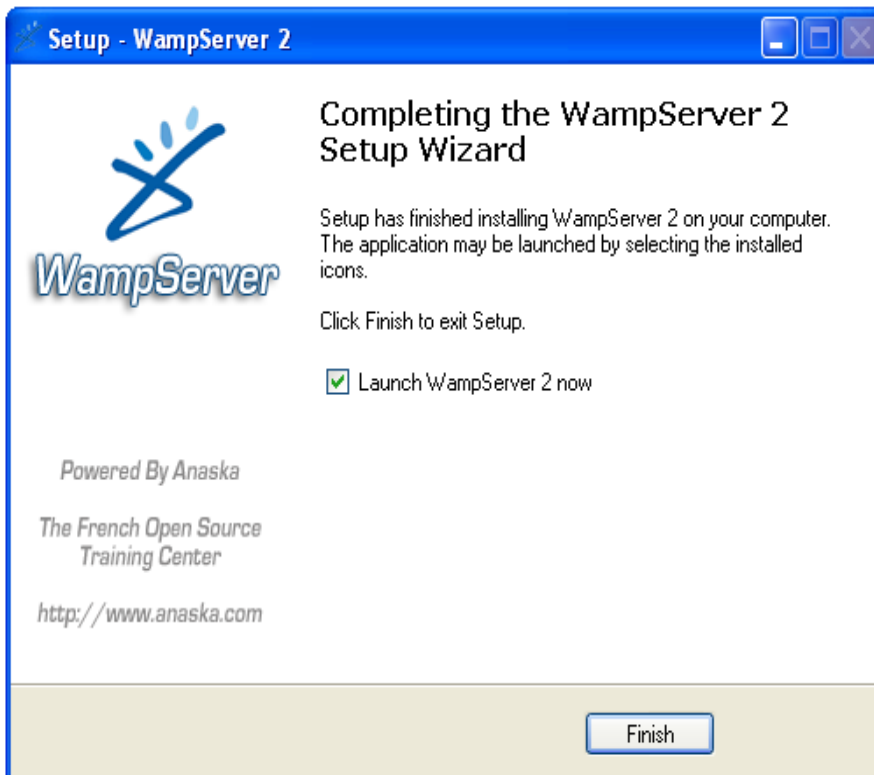 Setup - WampServer 2
WampServer
Completing the WampServer 2
Setup Wizard
Setup has finished installing WampServer 2 on your computer.
The application may be launched by selecting the installed
icons.
Click Finish to exit Setup.
Launch WampServer 2 now
Powered By Anaska
The French Open Source
Training Center
http://www.anaska.com
Finish